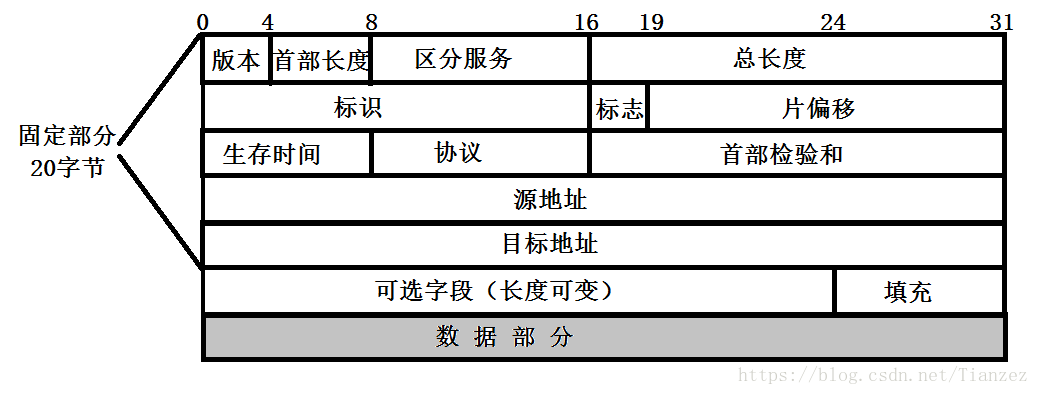 0 4 8 16 19 24 31
版本 首部长度 区分服务 总长度
标识 标志 片偏移
固定部分
20字节
生存时间 协议 首部检验和
源地址
目标地址
可选字段（长度可变） 填充
数 据 部 分
https://blog.csdn.net/Tianzez